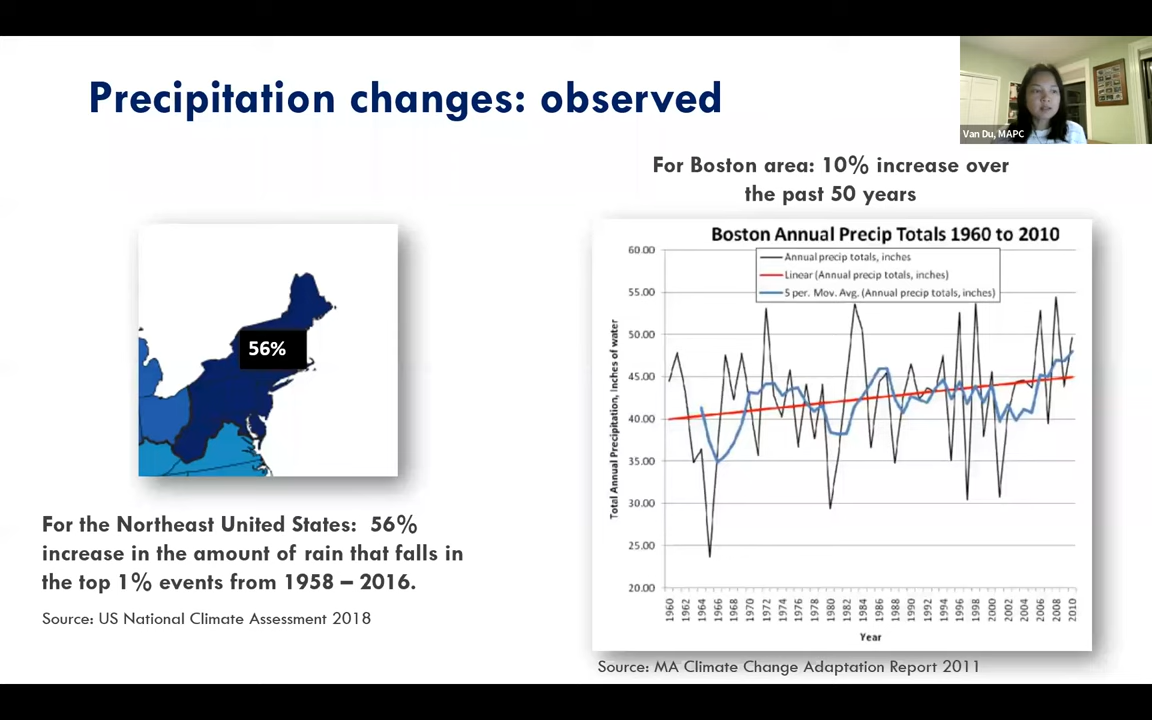 Precipitation changes: observed
Van Du, MAPC
For Boston area: 10% increase over
the past 50 years
56%
For the Northeast United States: 56%
increase in the amount of rain that falls in
the top 1% events from 1958 – 2016.
Source: US National Climate Assessment 2018
Boston Annual Precip Totals 1960 to 2010
Annual precip totals, inches
Linear (Annual precip totals, inches)
5 per. Mov. Avg. (Annual precip totals, inches)
Total Annual Precipitation, inches of water
60.00
55.00
50.00
45.00
40.00
35.00
30.00
25.00
20.00
1960 1962 1964 1966 1968 1970 1972 1974 1976 1978 1980 1982 1984 1986 1988 1990 1992 1994 1996 1998 2000 2002 2004 2006 2008 2010
Year
Source: MA Climate Change Adaptation Report 2011